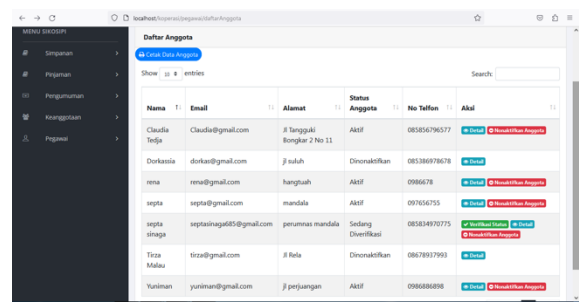 localhost/koperasi/pegawai/daftarAnggota
MENU SIKOSIPI
Simpanan
Pinjaman
Pengumuman
Keanggotaan
Pegawai
Daftar Anggota
Cetak Data Anggota
Show 10 entries
Search:
Nama Email Alamat Status Anggota No Telfon Aksi
Claudia Tedja Claudia@gmail.com Jl Tangguki Bongkar 2 No 11 Aktif 085856796577 Detail Nonaktifkan Anggota
Dorkassia dorkas@gmail.com jl suluh Dinonaktifkan 085386978678 Detail
rena rena@gmail.com hangtuah Aktif 0986678 Detail Nonaktifkan Anggota
septa septa@gmail.com mandala Aktif 097656755 Detail Nonaktifkan Anggota
septa sinaga septasinaga685@gmail.com perumnas mandala Sedang Diverifikasi 085834970775 Verifikasi Status Detail Nonaktifkan Anggota
Tirza Malau tirza@gmail.com Jl Rela Dinonaktifkan 08678937993 Detail
Yuniman yuniman@gmail.com jl perjuangan Aktif 0986886898 Detail Nonaktifkan Anggota